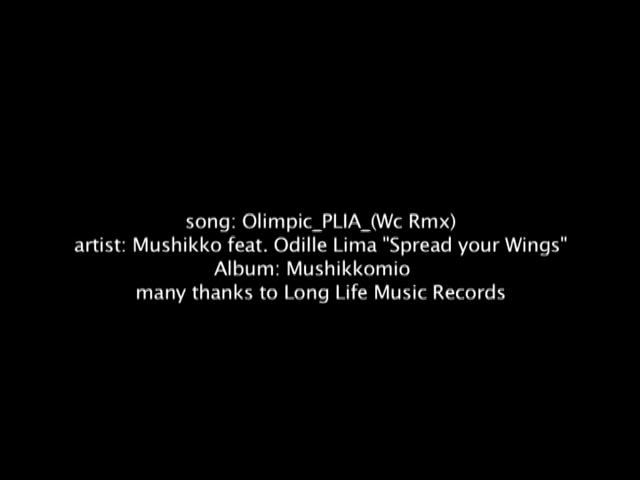 song: Olimpic_PLIA_(Wc Rmx)
artist: Mushikko feat. Odille Lima "Spread your Wings"
Album: Mushikkomio
many thanks to Long Life Music Records